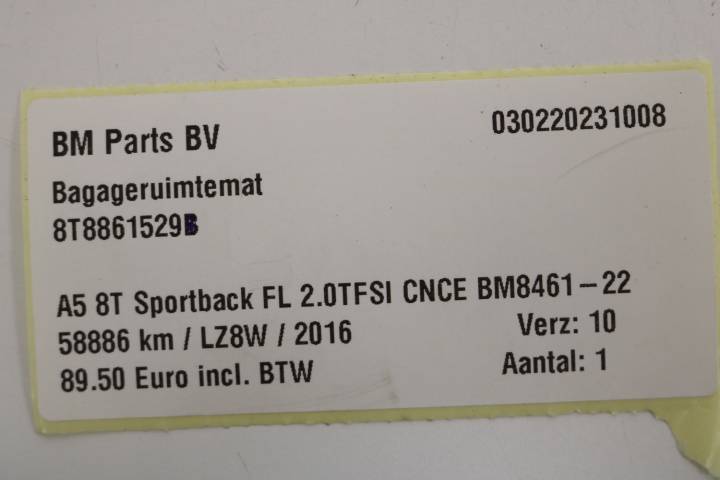 BM Parts BV 030220231008
Bagageruimtemat
8T8861529B
A5 8T Sportback FL 2.0TFSI CNCE BM8461-22
58886 km / LZ8W / 2016 Verz: 10
89.50 Euro incl. BTW Aantal: 1